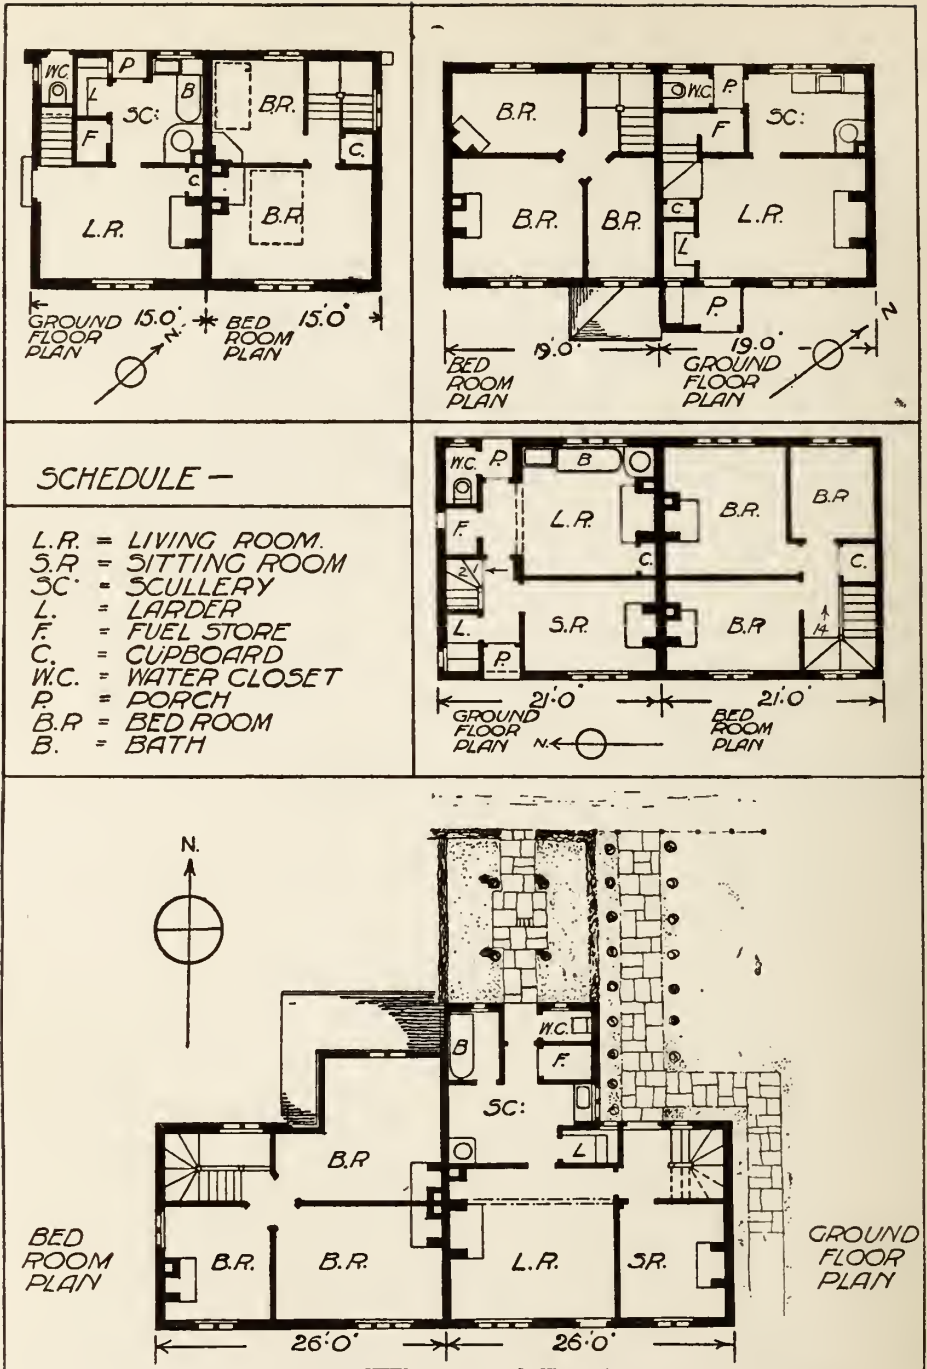 W.C.
P.
L
SC:
B
F
B.R.
C.
C.
L.R.
B.R.
15.0'
15.0"
GROUND
FLOOR
PLAN
BED
ROOM
PLAN
N.
B.R.
W.C.
P.
F
SC:
B.R.
B.R.
C
L
L.R.
P.
19.0'
19.0'
BED
ROOM
PLAN
GROUND
FLOOR
PLAN
N
SCHEDULE —
L.R. = LIVING ROOM.
S.R = SITTING ROOM
SC· = SCULLERY
L. = LARDER
F. = FUEL STORE
C. = CUPBOARD
W.C. = WATER CLOSET
P. = PORCH
B.R = BED ROOM
B. = BATH
W.C.
P.
B
F.
L.R.
C.
S.R.
L.
P.
B.R.
B.R
C.
B.R
14
21'·0
21'·0
GROUND
FLOOR
PLAN
N.
BED
ROOM
PLAN
N.
B
W.C.
F.
SC:
L
B.R
B.R.
B.R.
L.R.
S.R.
BED
ROOM
PLAN
GROUND
FLOOR
PLAN
26'·0"
26'·0"